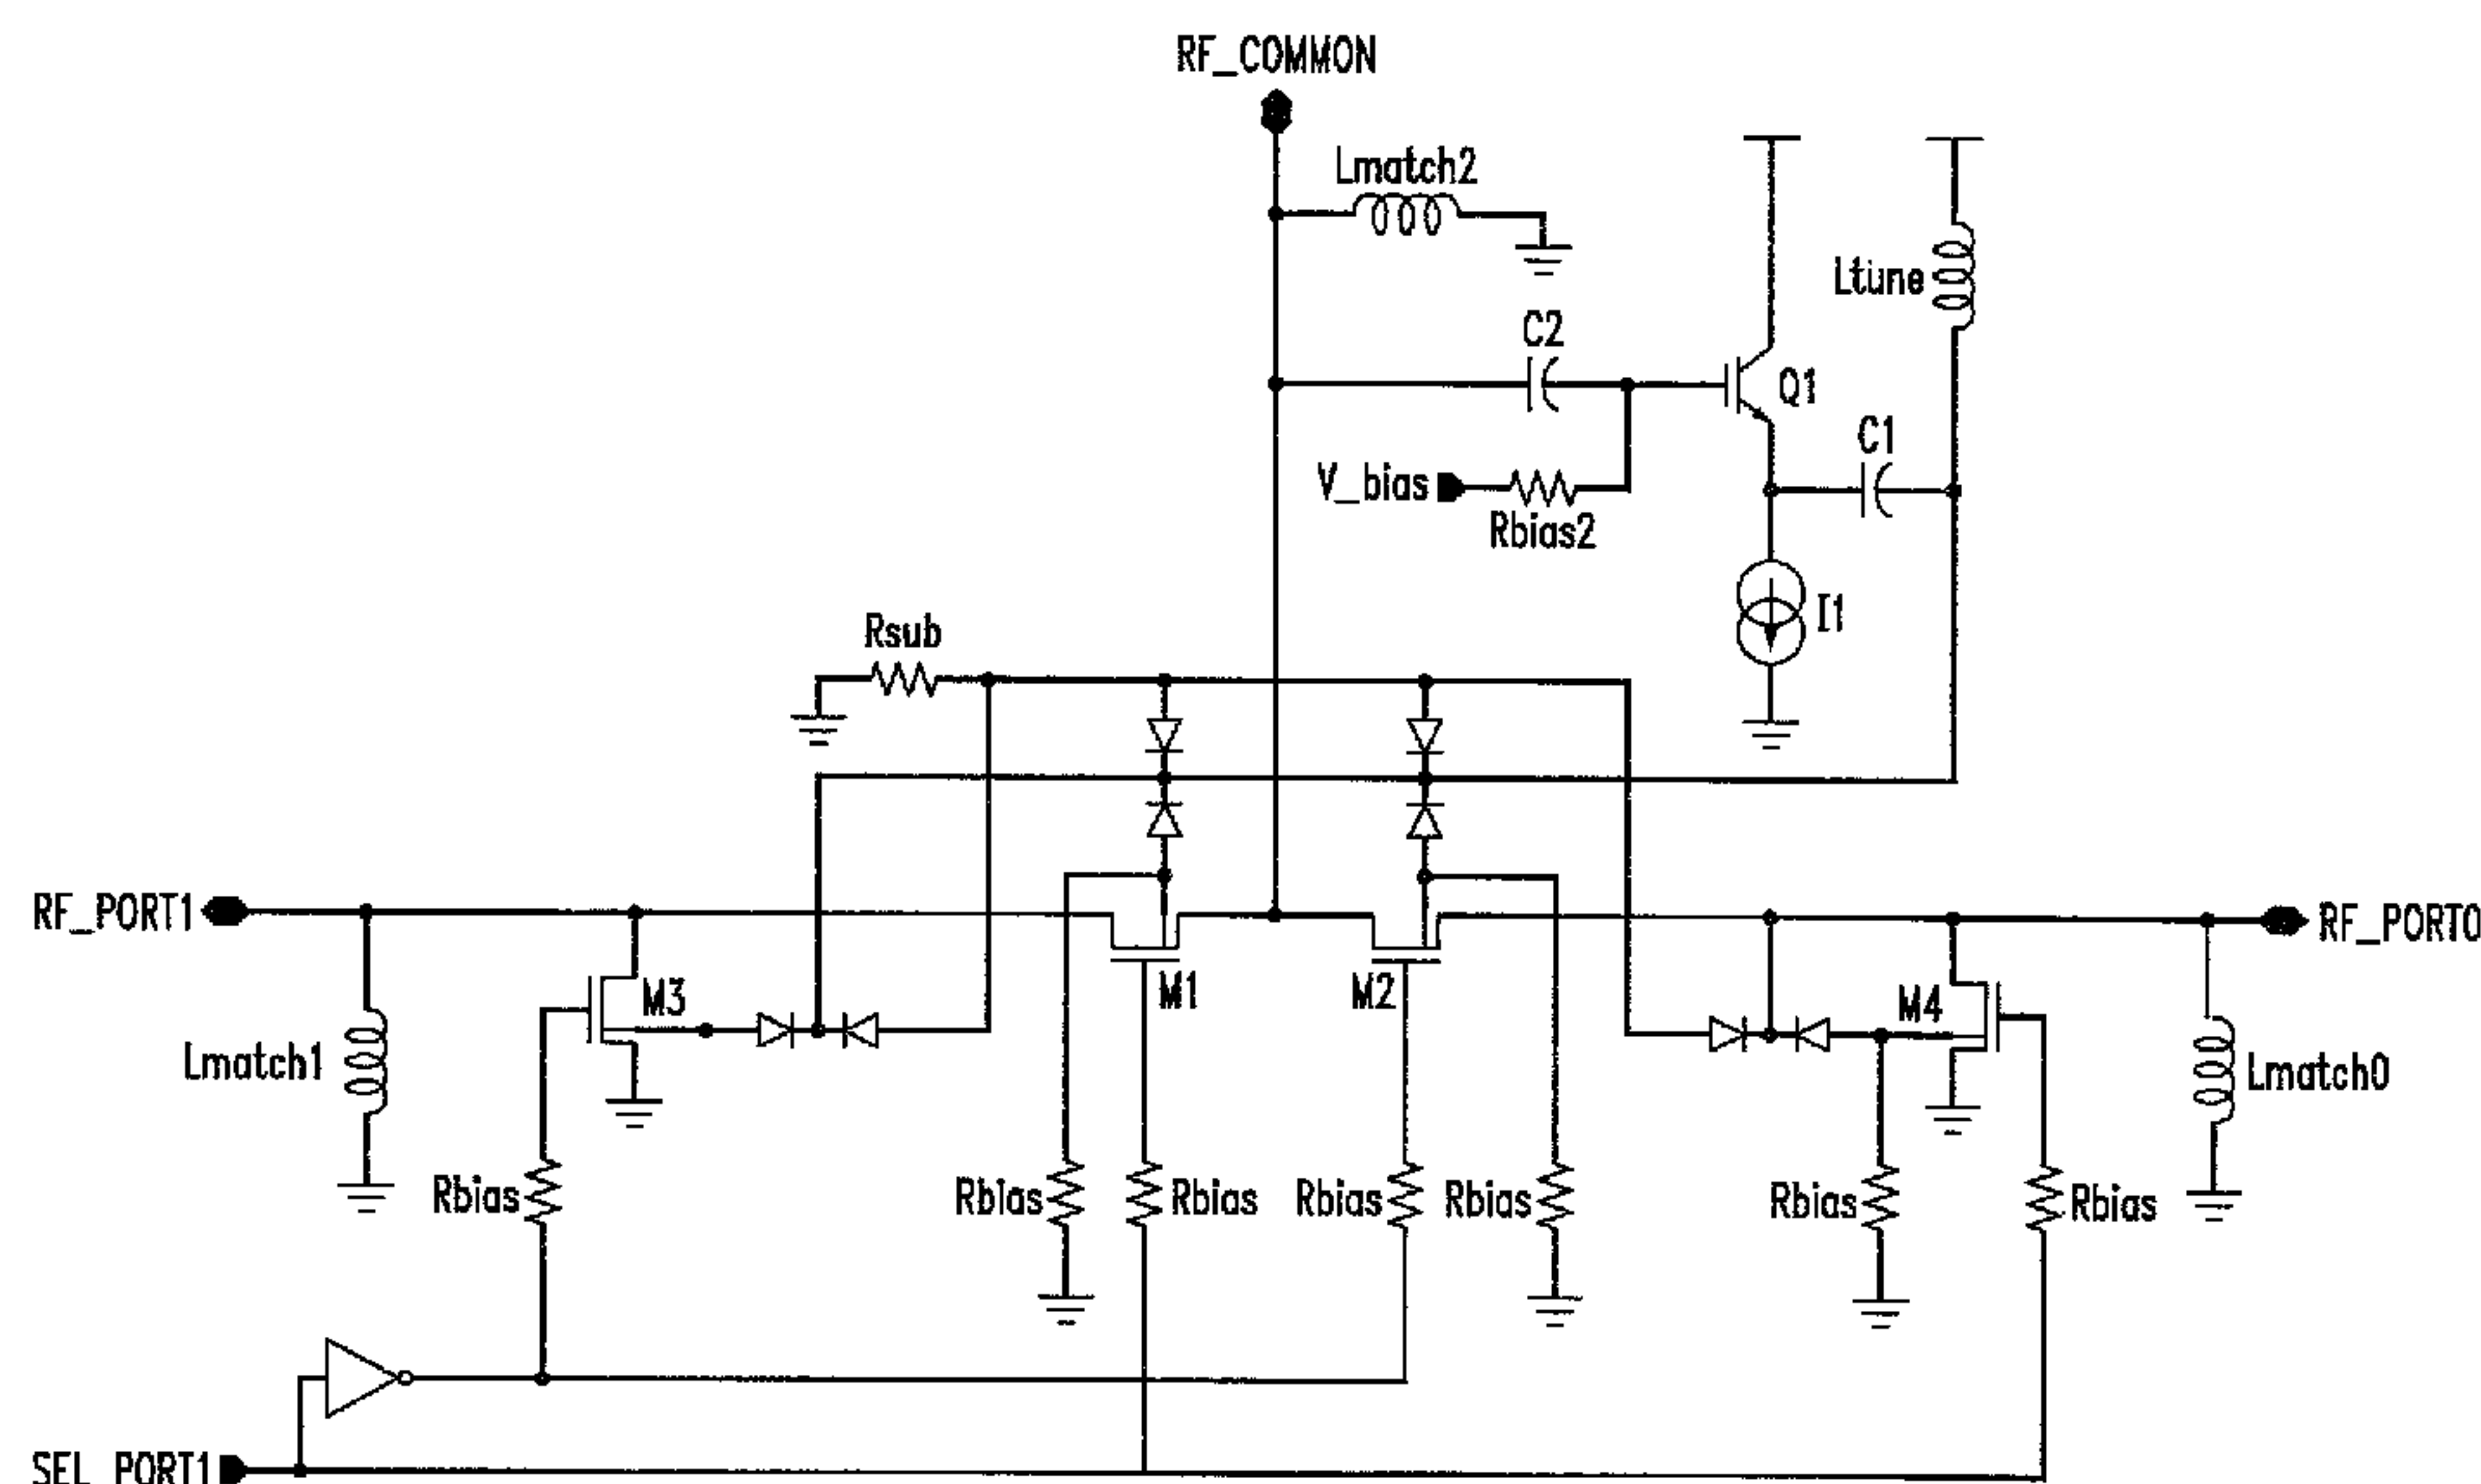 RF_COMMON
Lmatch2
Ltune
C2
Q1
C1
V_bias
Rbias2
I1
Rsub
RF_PORT1
RF_PORT0
M3
M1
M2
M4
Lmatch1
Lmatch0
Rbias
Rbias
Rbias
Rbias
Rbias
Rbias
Rbias
SEL_PORT1